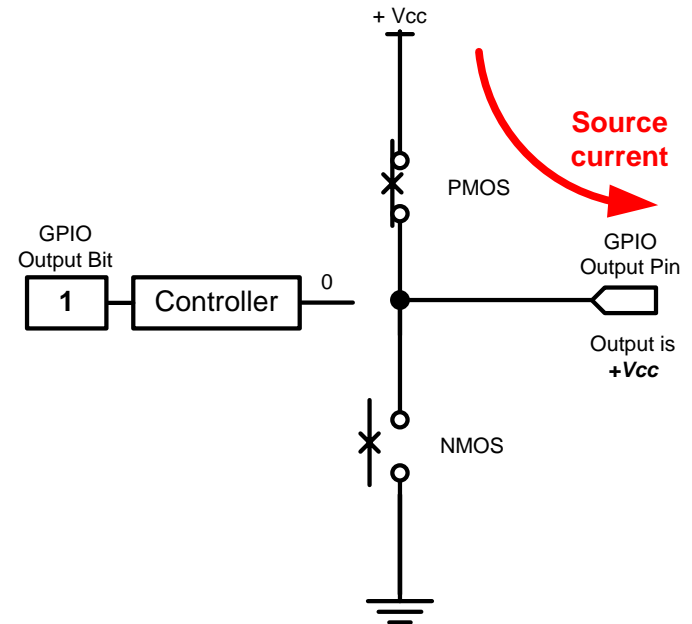 + Vcc
Source
current
PMOS
GPIO
Output Bit
1
Controller
0
GPIO
Output Pin
Output is
+Vcc
NMOS